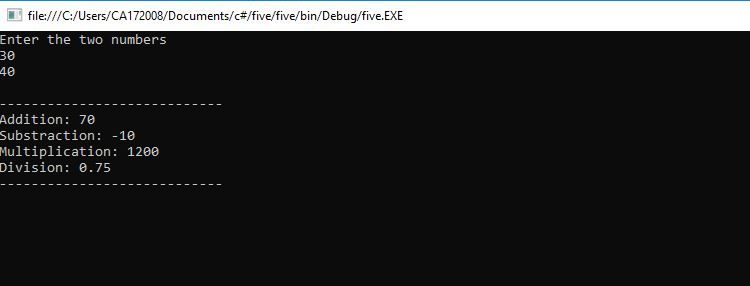 file:///C:/Users/CA172008/Documents/c#/five/five/bin/Debug/five.EXE
Enter the two numbers
30
40
----------------------------
Addition: 70
Substraction: -10
Multiplication: 1200
Division: 0.75
----------------------------